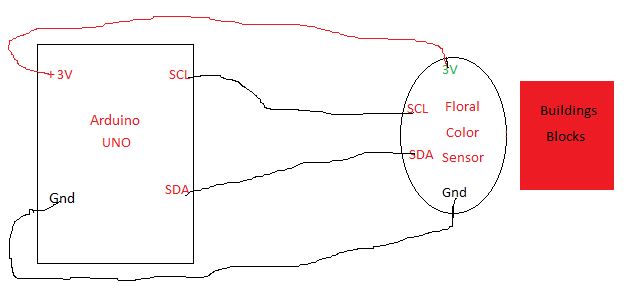 +3V
SCL
Arduino
UNO
SDA
Gnd
3V
SCL
Floral
Color
SDA
Sensor
Gnd
Buildings
Blocks